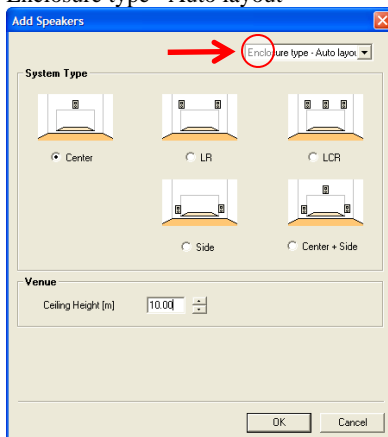 Enclosure type - Auto layout
Add Speakers
Enclosure type - Auto layou
System Type
Center
LR
LCR
Side
Center + Side
Venue
Ceiling Height [m]
10.00
OK
Cancel